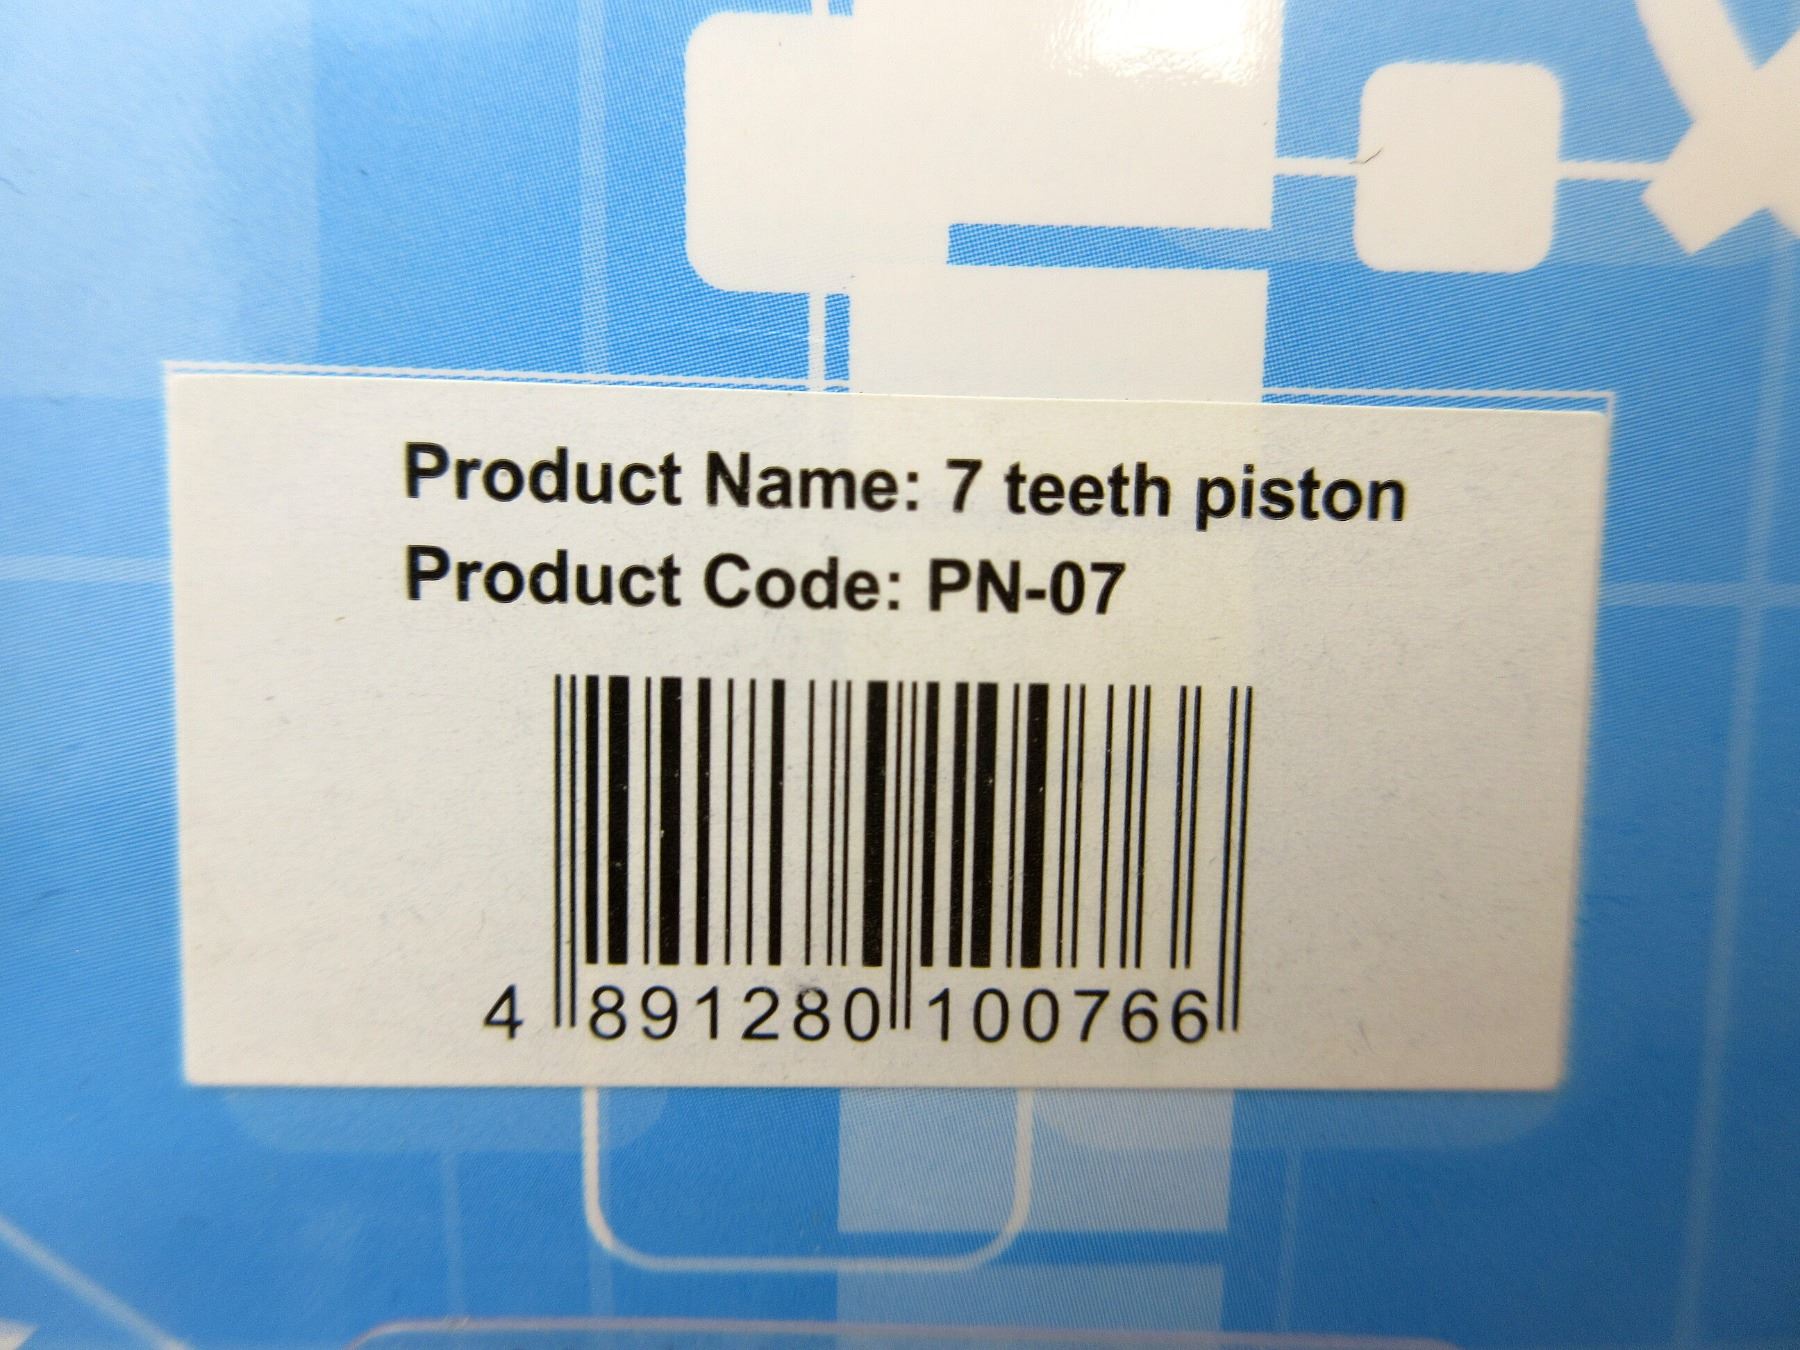 Product Name: 7 teeth piston
Product Code: PN-07
4 891280 100766